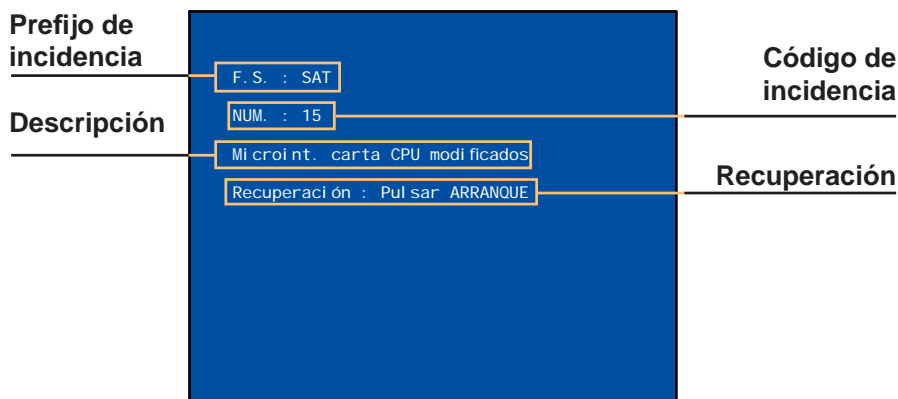 Prefijo de
incidencia
F.S. : SAT
Código de
incidencia
NUM. : 15
Descripción
Microint. carta CPU modificados
Recuperación
Recuperación : Pulsar ARRANQUE